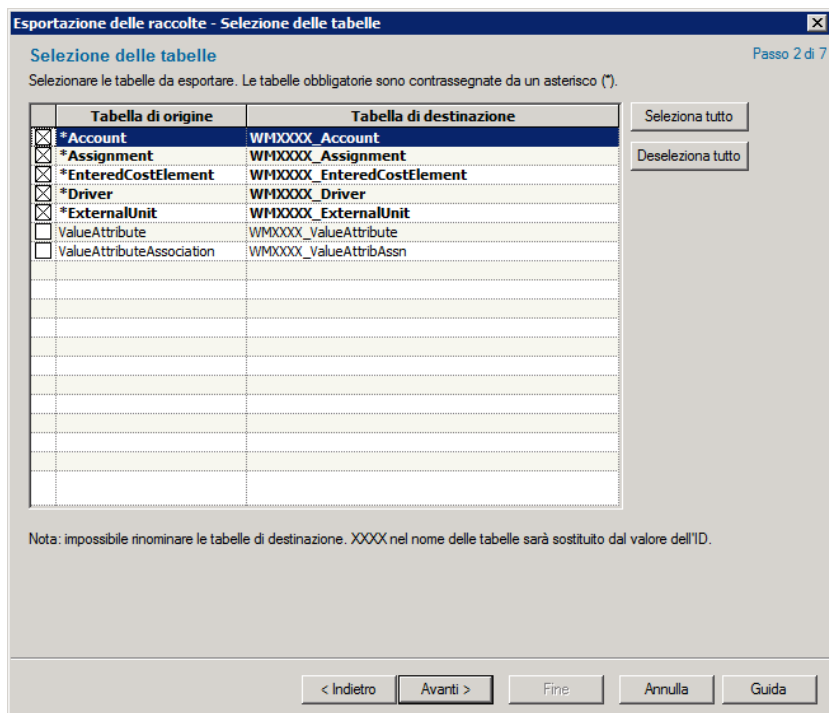 Esportazione delle raccolte - Selezione delle tabelle
Selezione delle tabelle
Passo 2 di 7
Selezionare le tabelle da esportare. Le tabelle obbligatorie sono contrassegnate da un asterisco (*).
Tabella di origine Tabella di destinazione
*Account WMXXXX_Account
*Assignment WMXXXX_Assignment
*EnteredCostElement WMXXXX_EnteredCostElement
*Driver WMXXXX_Driver
*ExternalUnit WMXXXX_ExternalUnit
ValueAttribute WMXXXX_ValueAttribute
ValueAttributeAssociation WMXXXX_ValueAttribAssn
Seleziona tutto
Deseleziona tutto
Nota: impossibile rinominare le tabelle di destinazione. XXXX nel nome delle tabelle sarà sostituito dal valore dell'ID.
< Indietro Avanti > Fine Annulla Guida